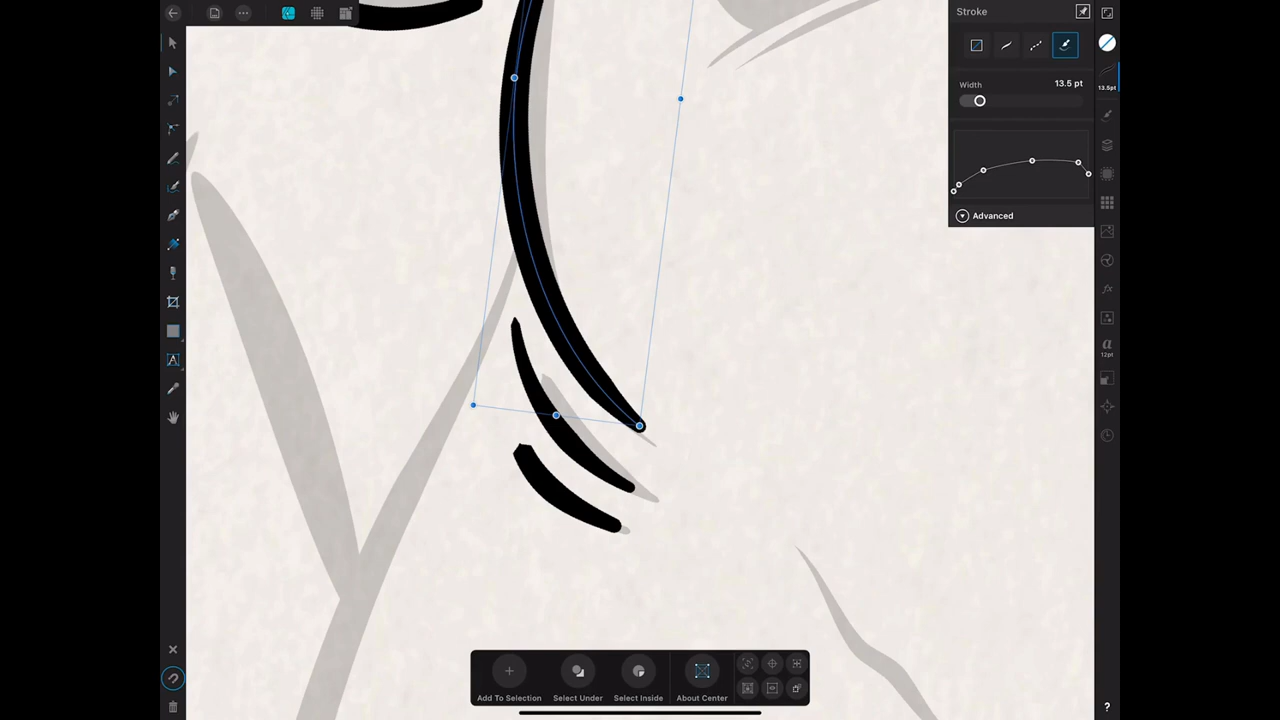 Stroke
Width 13.5 pt
13.5pt
Advanced
A
a
12pt
Add To Selection Select Under Select Inside About Center
?